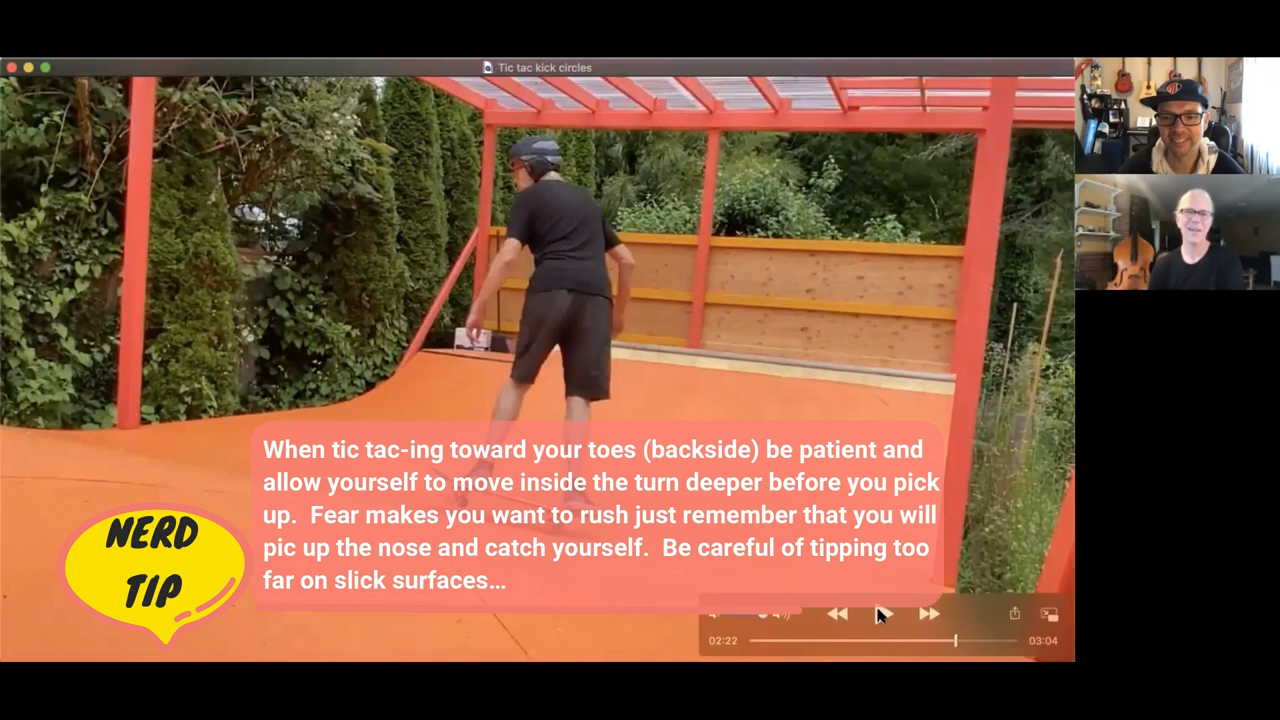 Tic tac kick circles
When tic tac-ing toward your toes (backside) be patient and
allow yourself to move inside the turn deeper before you pick
up.  Fear makes you want to rush just remember that you will
pic up the nose and catch yourself.  Be careful of tipping too
far on slick surfaces...
NERD
TIP
02:22
03:04